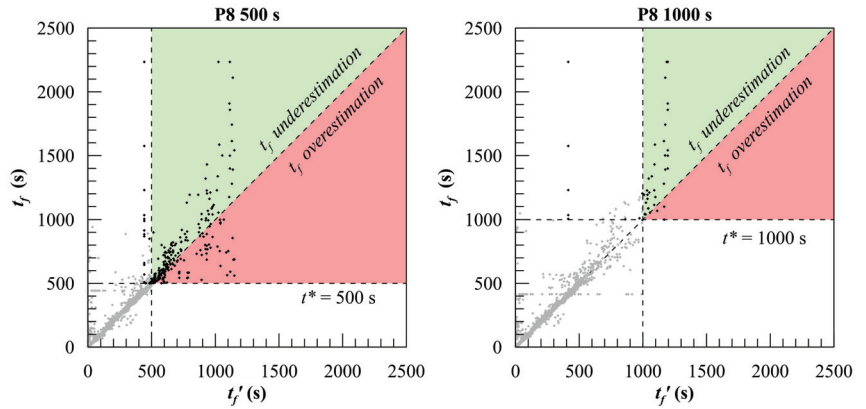 P8 500 s
2500
2000
1500
1000
500
0
t_f (s)
t_f underestimation
t_f overestimation
t* = 500 s
0 500 1000 1500 2000 2500
t_f′ (s)
P8 1000 s
2500
2000
1500
1000
500
0
t_f (s)
t_f underestimation
t_f overestimation
t* = 1000 s
0 500 1000 1500 2000 2500
t_f′ (s)